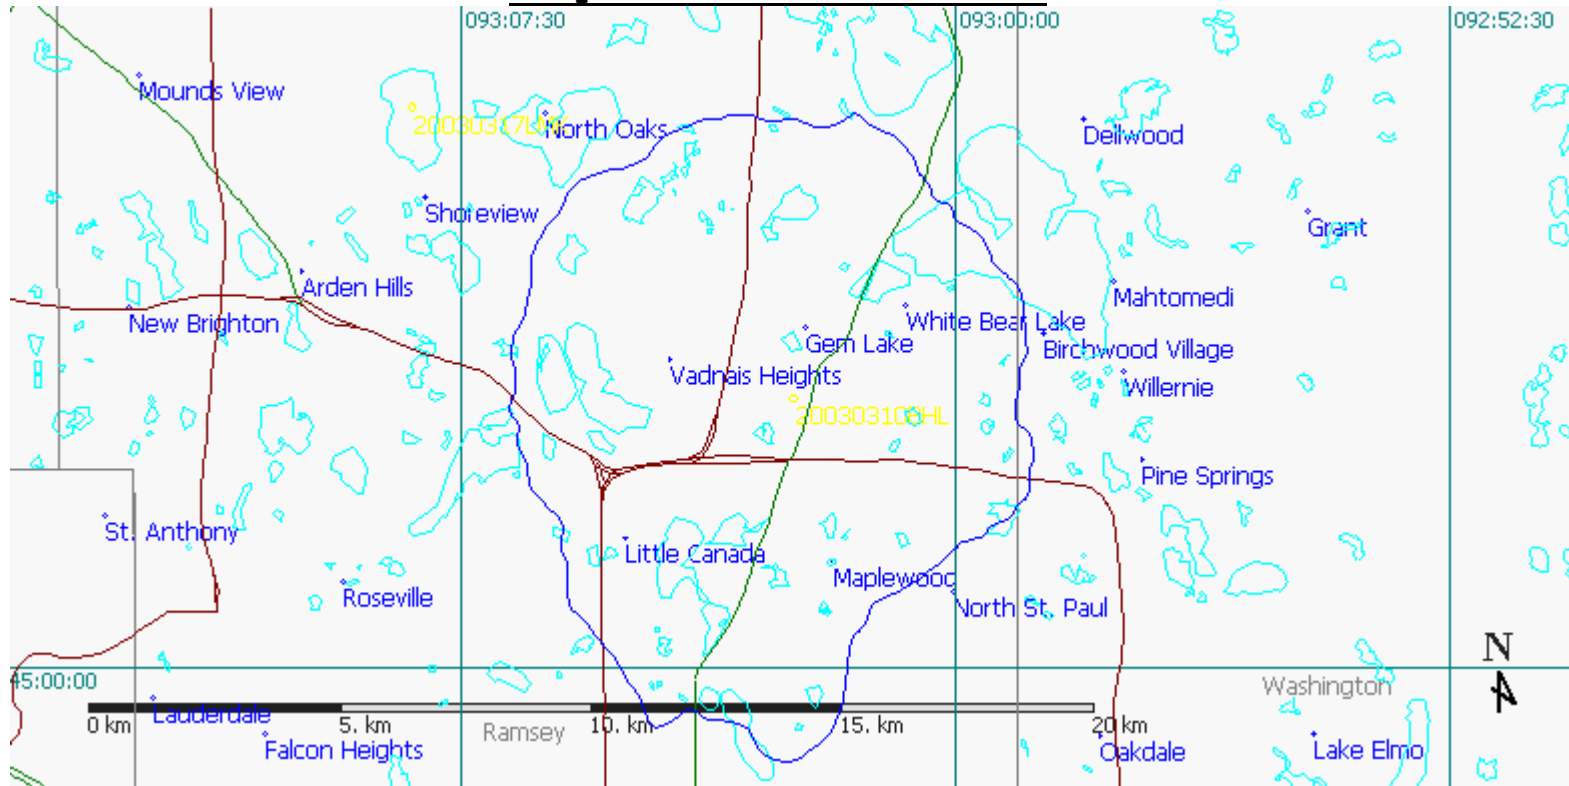 093:07:30
093:00:00
092:52:30
Mounds View
North Oaks
Dellwood
Shoreview
Grant
Arden Hills
Mahtomedi
New Brighton
White Bear Lake
Gem Lake
Birchwood Village
Vadnais Heights
Willernie
20030310BHL
Pine Springs
St. Anthony
Little Canada
Maplewood
Roseville
North St. Paul
N
45:00:00
Washington
Lauderdale
0 km
5. km
Ramsey
10. km
15. km
20 km
Falcon Heights
Oakdale
Lake Elmo